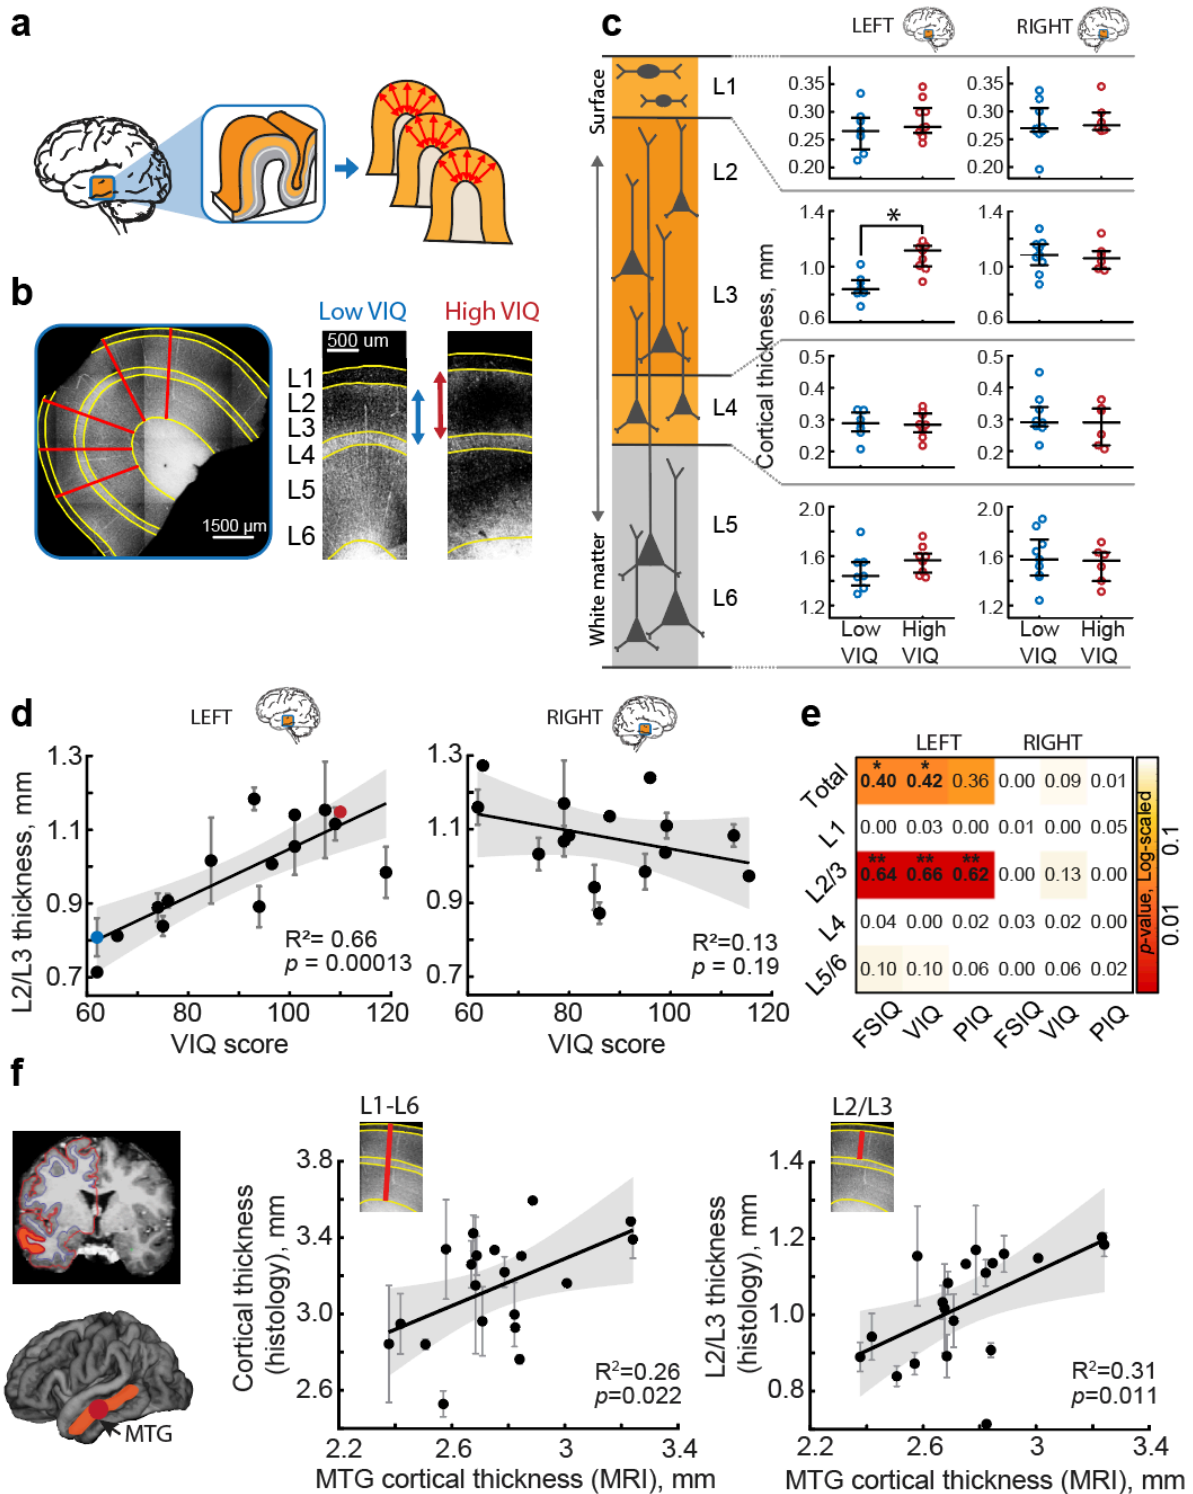 a
b
Low VIQ
High VIQ
500 um
L1
L2
L3
L4
L5
L6
1500 µm
c
LEFT
RIGHT
Surface
White matter
L1
L2
L3
L4
L5
L6
Cortical thickness, mm
0.35
0.30
0.25
0.20
0.35
0.30
0.25
0.20
*
1.4
1.0
0.6
1.4
1.0
0.6
0.5
0.3
0.2
0.5
0.3
0.2
2.0
1.6
1.2
2.0
1.6
1.2
Low VIQ
High VIQ
Low VIQ
High VIQ
d
LEFT
RIGHT
L2/L3 thickness, mm
1.3
1.1
0.9
0.7
R²= 0.66
p = 0.00013
60
80
100
120
VIQ score
1.3
1.1
0.9
0.7
R²=0.13
p = 0.19
60
80
100
120
VIQ score
e
LEFT
RIGHT
Total
* 0.40
* 0.42
0.36
0.00
0.09
0.01
L1
0.00
0.03
0.00
0.01
0.00
0.05
L2/3
** 0.64
** 0.66
** 0.62
0.00
0.13
0.00
L4
0.04
0.00
0.02
0.03
0.02
0.00
L5/6
0.10
0.10
0.06
0.00
0.06
0.02
FSIQ
VIQ
PIQ
FSIQ
VIQ
PIQ
p-value, Log-scaled
0.1
0.01
f
MTG
L1-L6
Cortical thickness
(histology), mm
3.8
3.4
3.0
2.6
R²=0.26
p=0.022
2.2
2.6
3
3.4
MTG cortical thickness (MRI), mm
L2/L3
L2/L3 thickness
(histology), mm
1.4
1.2
1.0
0.8
R²=0.31
p=0.011
2.2
2.6
3
3.4
MTG cortical thickness (MRI), mm